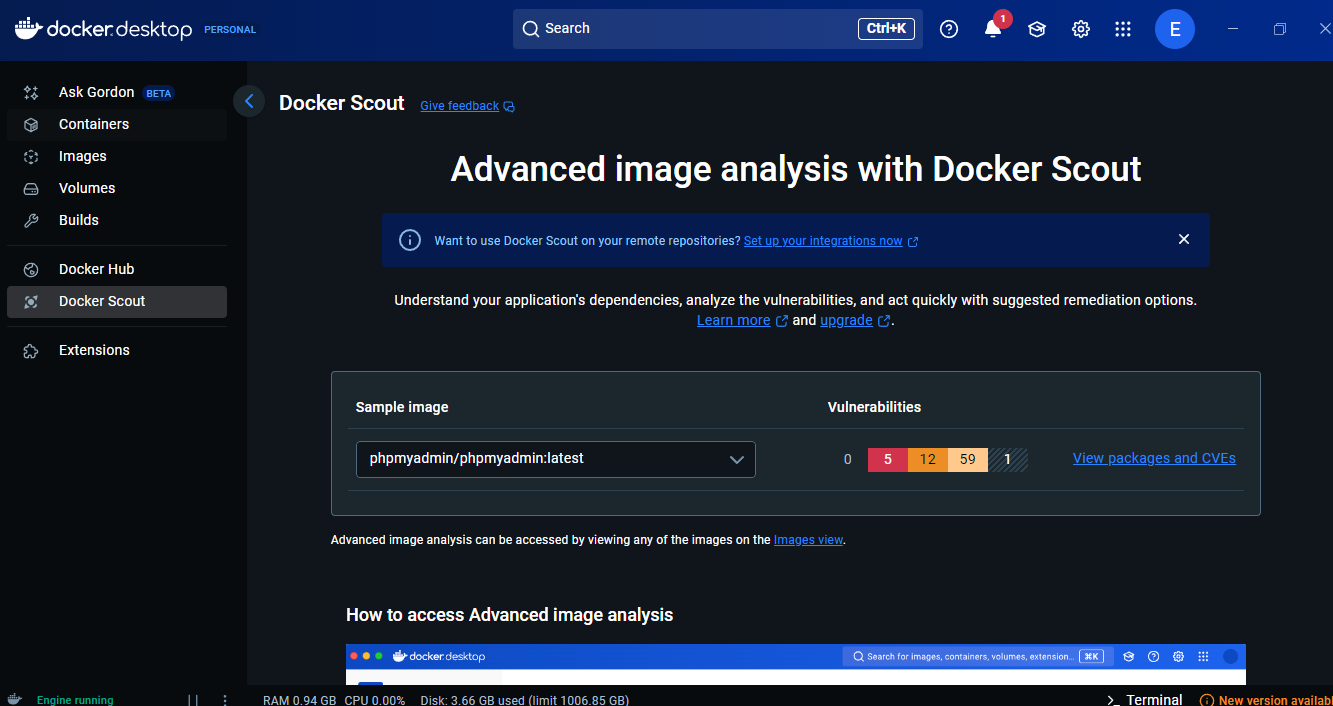 docker.desktop PERSONAL
Search Ctrl+K
1
E
Ask Gordon BETA
Containers
Images
Volumes
Builds
Docker Hub
Docker Scout
Extensions
Docker Scout Give feedback
Advanced image analysis with Docker Scout
Want to use Docker Scout on your remote repositories? Set up your integrations now
Understand your application's dependencies, analyze the vulnerabilities, and act quickly with suggested remediation options.
Learn more and upgrade.
Sample image Vulnerabilities
phpmyadmin/phpmyadmin:latest 0 5 12 59 1 View packages and CVEs
Advanced image analysis can be accessed by viewing any of the images on the Images view.
How to access Advanced image analysis
docker.desktop Search for images, containers, volumes, extension... ⌘K
Engine running RAM 0.94 GB CPU 0.00% Disk: 3.66 GB used (limit 1006.85 GB) Terminal New version availabl